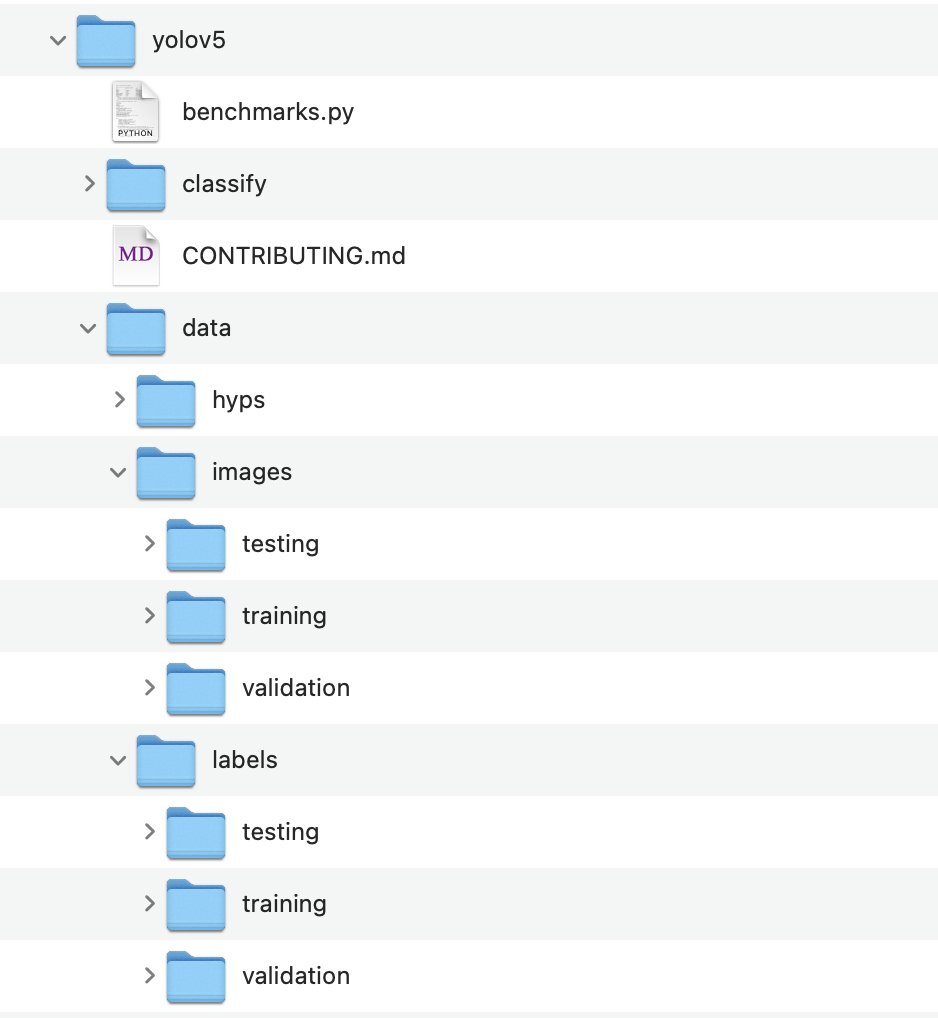 yolov5
PYTHON
benchmarks.py
classify
MD
CONTRIBUTING.md
data
hyps
images
testing
training
validation
labels
testing
training
validation